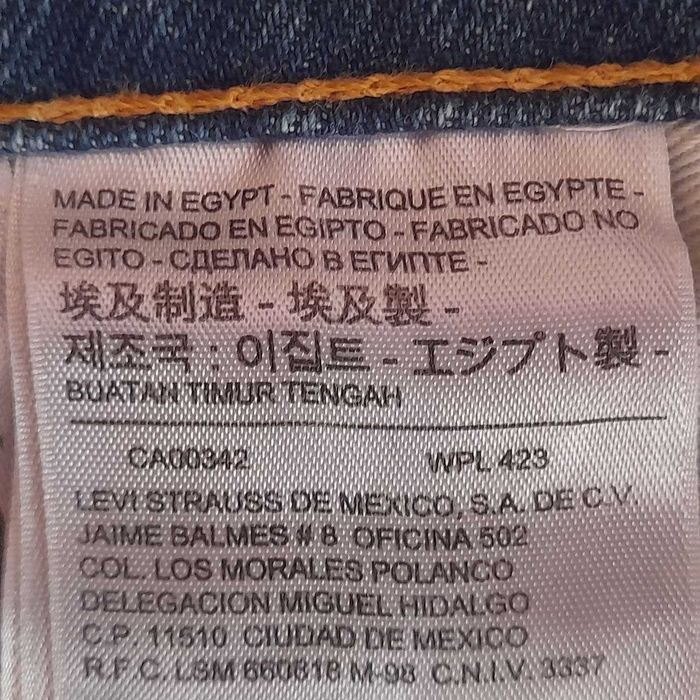 MADE IN EGYPT - FABRIQUE EN EGYPTE -
FABRICADO EN EGIPTO - FABRICADO NO
EGITO - СДЕЛАНО В ЕГИПТЕ -
埃及制造 - 埃及製 -
제조국 : 이집트 - エジプト製 -
BUATAN TIMUR TENGAH
CA00342 WPL 423
LEVI STRAUSS DE MEXICO, S.A. DE C.V.
JAIME BALMES # 8 OFICINA 502
COL. LOS MORALES POLANCO
DELEGACION MIGUEL HIDALGO
C.P. 11510 CIUDAD DE MEXICO
R.F.C. LSM 660818 M-98 C.N.I.V. 3337